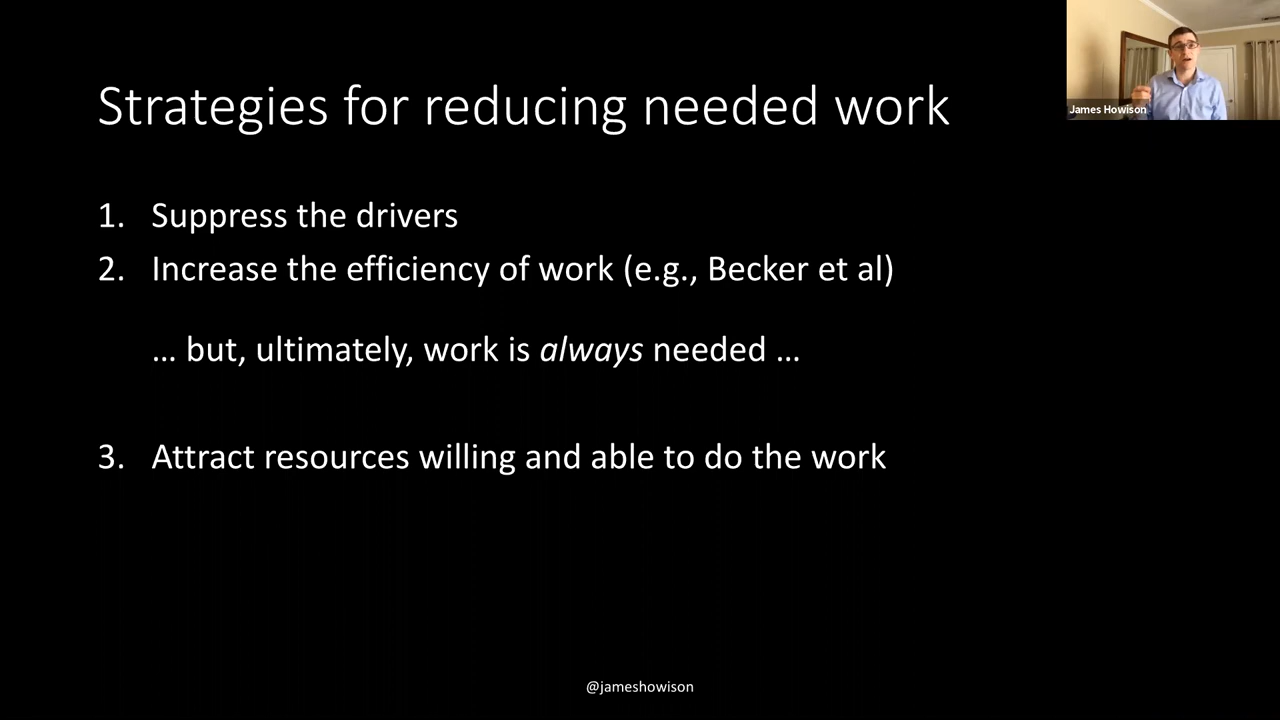 Strategies for reducing needed work
James Howison
1. Suppress the drivers
2. Increase the efficiency of work (e.g., Becker et al)
… but, ultimately, work is always needed …
3. Attract resources willing and able to do the work
@jameshowison